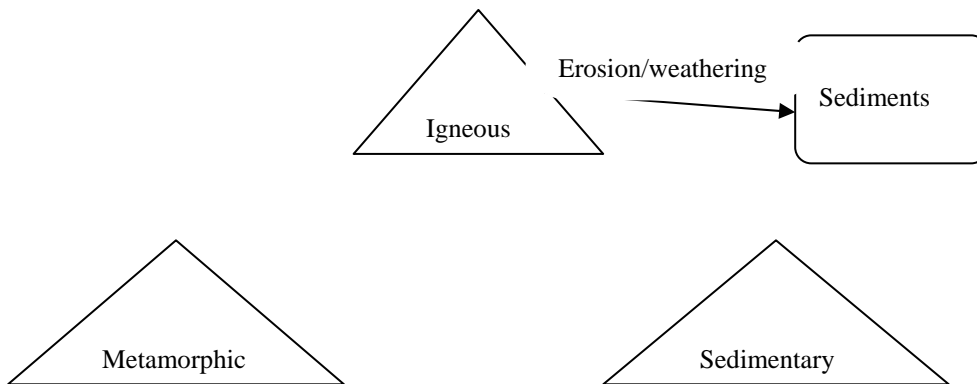 Erosion/weathering
Sediments
Igneous
Metamorphic
Sedimentary